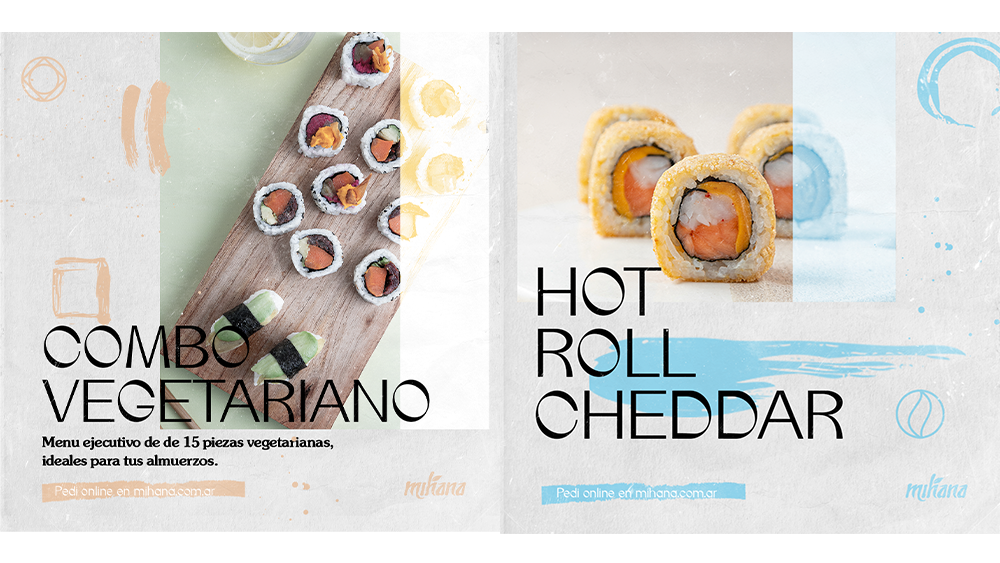 COMBO
VEGETARIANO
Menu ejecutivo de de 15 piezas vegetarianas,
ideales para tus almuerzos.
Pedi online en mihana.com.ar
mihana
HOT
ROLL
CHEDDAR
Pedi online en mihana.com.ar
mihana